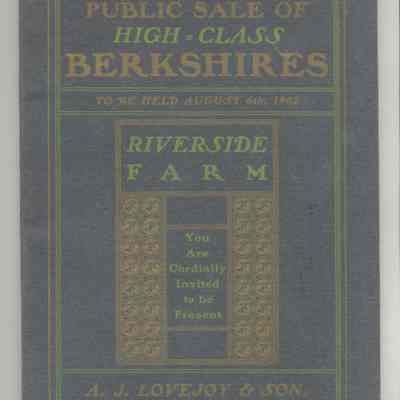 PUBLIC SALE OF
HIGH-CLASS
BERKSHIRES
TO BE HELD AUGUST 6th, 1902
RIVERSIDE
FARM
You
Are
Cordially
Invited
to be
Present
A. J. LOVEJOY & SON.